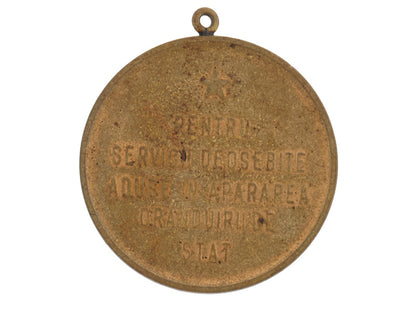 PENTRU
SERVICII DEOSEBITE
ADUSE IN APARAREA
ORANDUIRII DE
STAT